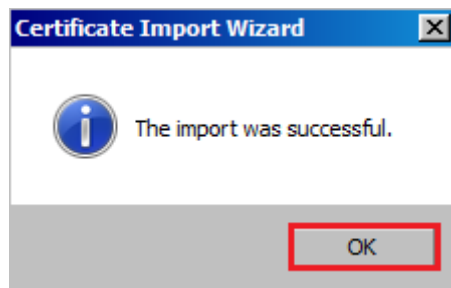 Certificate Import Wizard
The import was successful.
OK